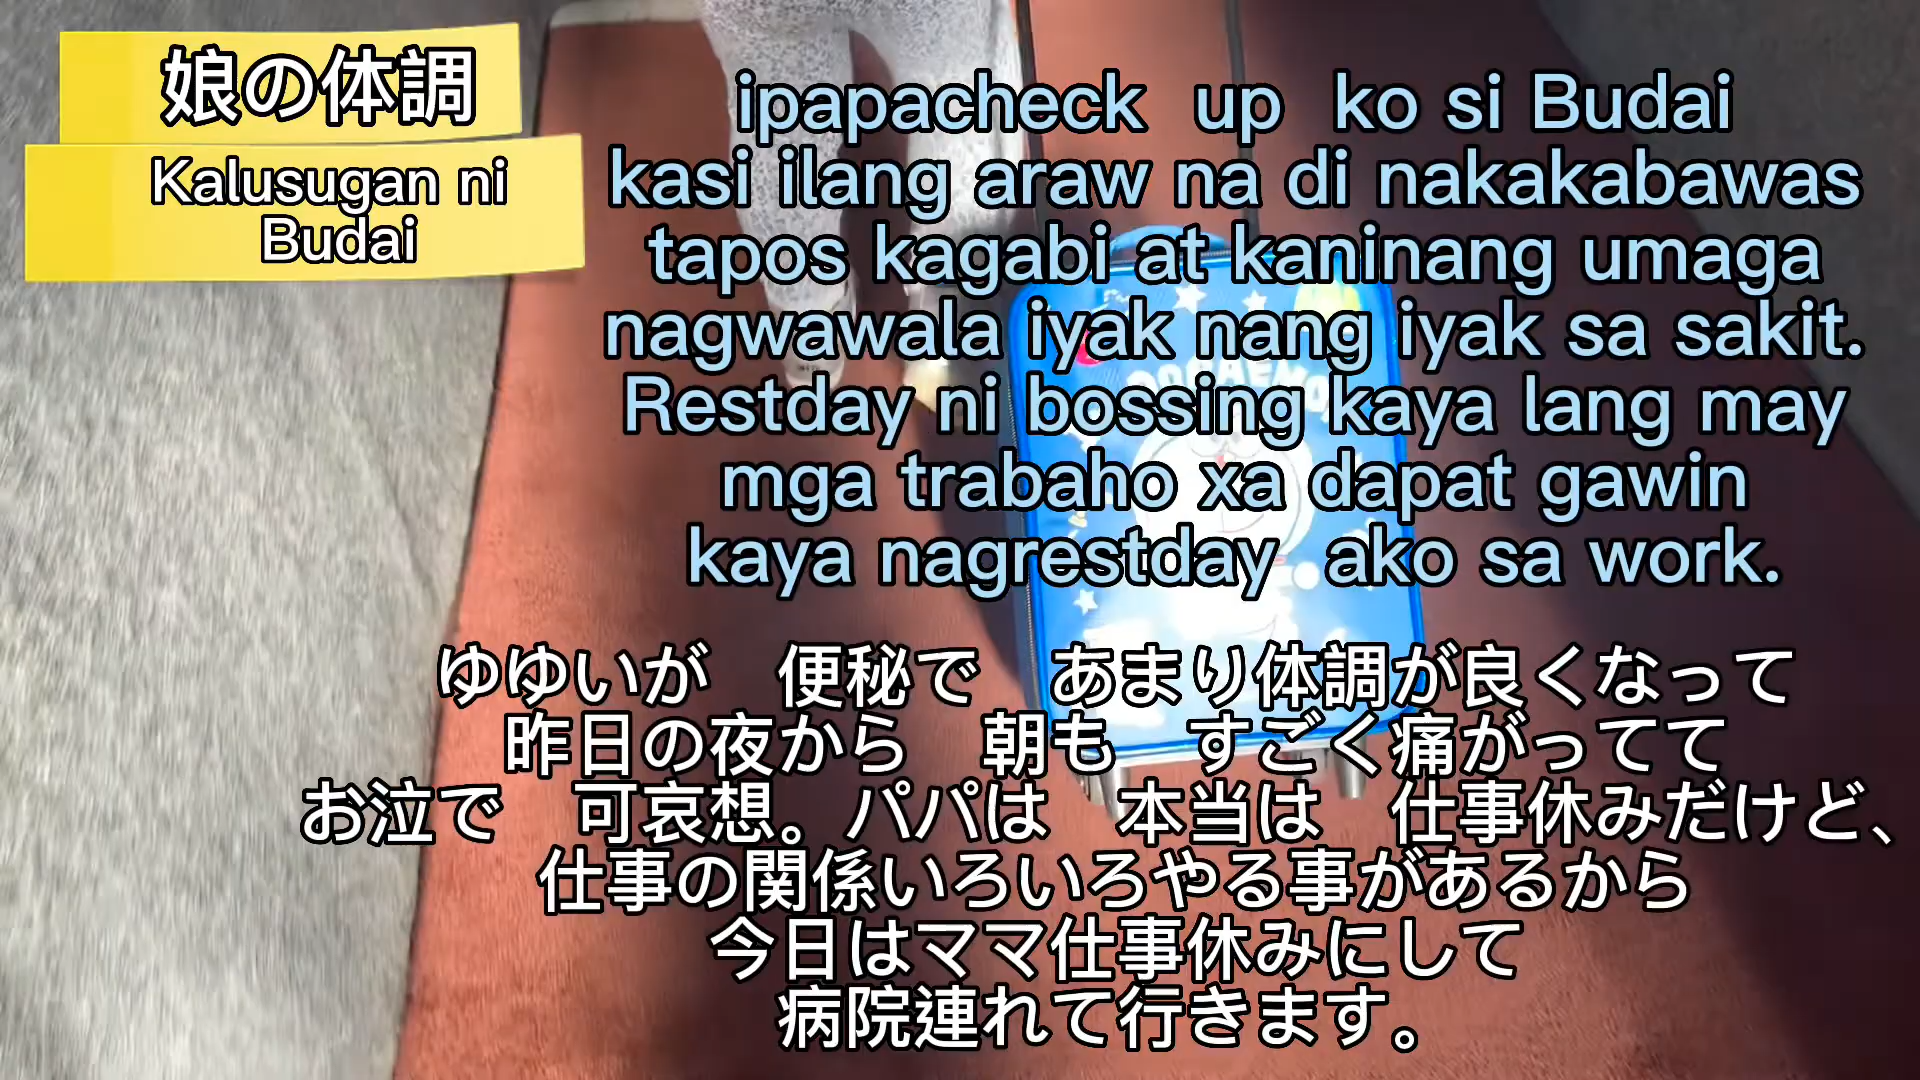 娘の体調
Kalusugan ni
Budai
ipapacheck up ko si Budai
kasi ilang araw na di nakakabawas
tapos kagabi at kaninang umaga
nagwawala iyak nang iyak sa sakit.
Restday ni bossing kaya lang may
mga trabaho xa dapat gawin
kaya nagrestday ako sa work.
DORAEMON
ゆゆいが　便秘で　あまり体調が良くなって
昨日の夜から　朝も　すごく痛がってて
お泣で　可哀想。パパは　本当は　仕事休みだけど、
仕事の関係いろいろやる事があるから
今日はママ仕事休みにして
病院連れて行きます。